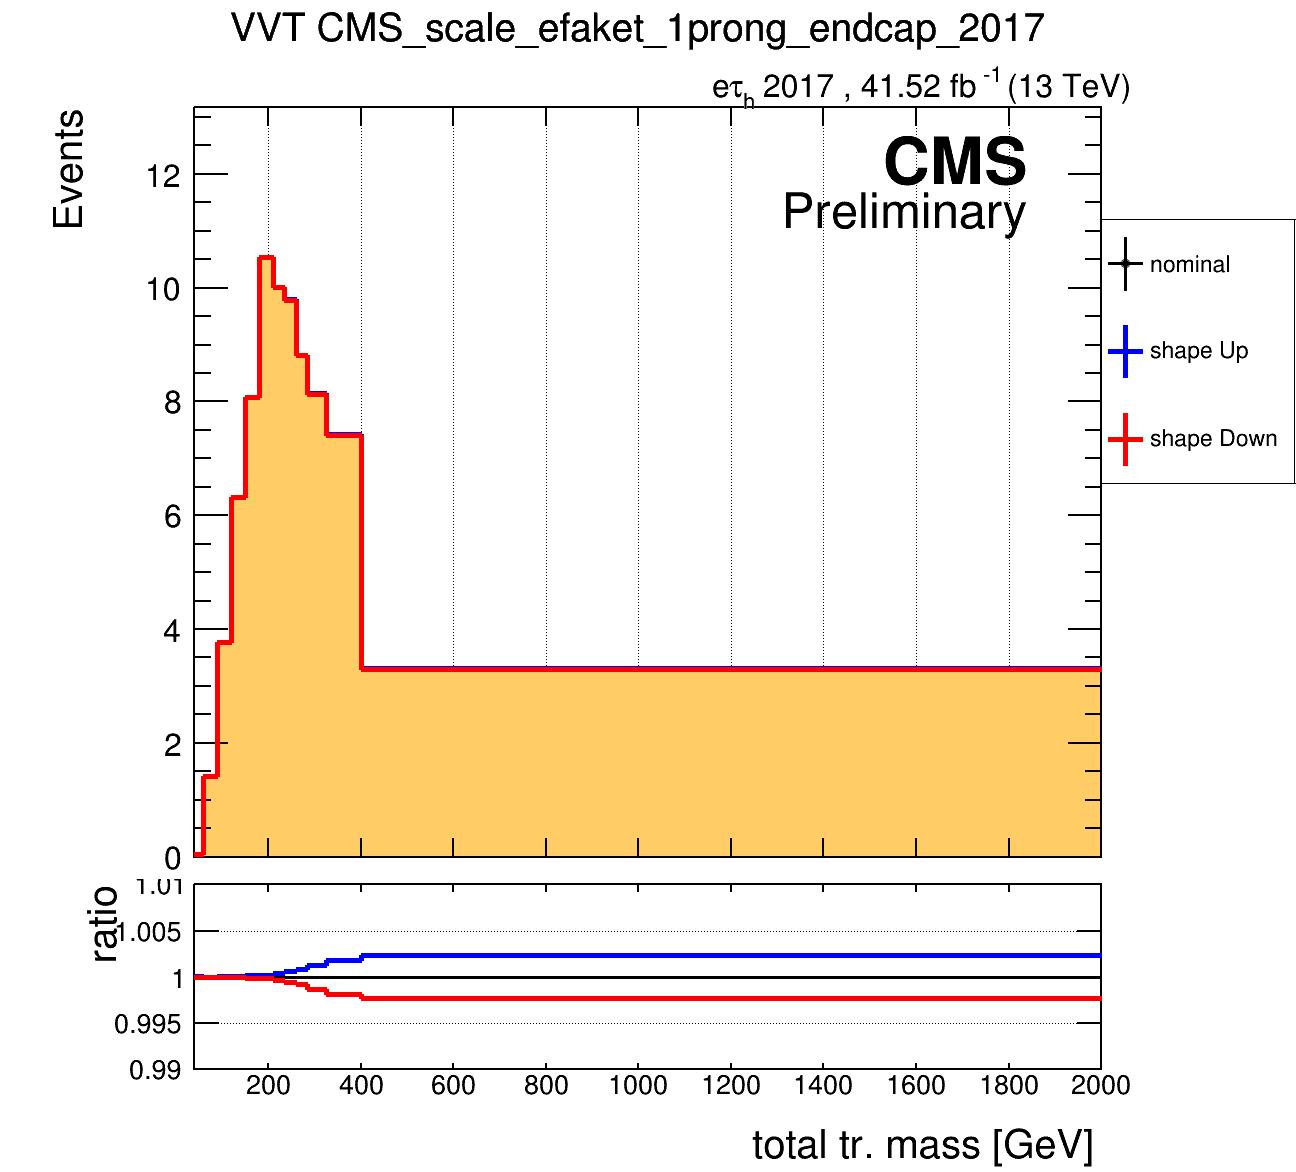 VVT CMS_scale_efaket_1prong_endcap_2017
eτh 2017 , 41.52 fb -1 (13 TeV)
Events
CMS
Preliminary
12
10
8
6
4
2
0
nominal
shape Up
shape Down
ratio
1.01
1.005
1
0.995
0.99
200 400 600 800 1000 1200 1400 1600 1800 2000
total tr. mass [GeV]